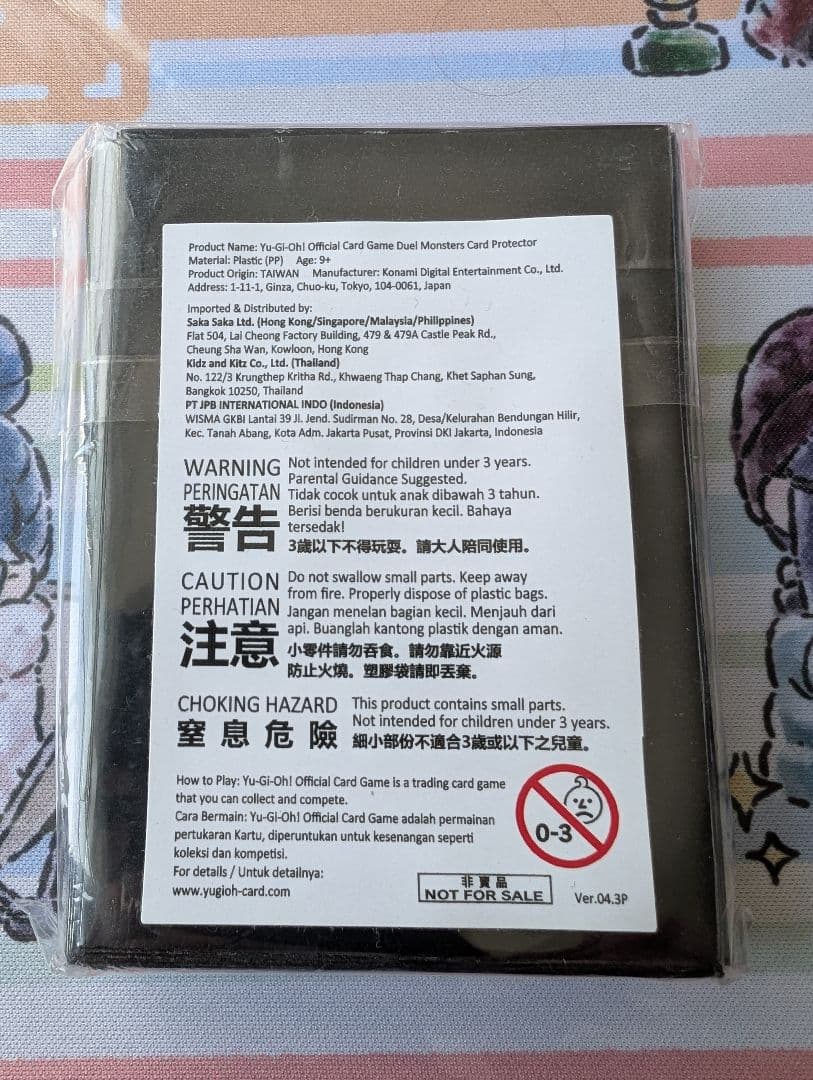 Product Name: Yu-Gi-Oh! Official Card Game Duel Monsters Card Protector
Material: Plastic (PP) Age: 9+
Product Origin: TAIWAN Manufacturer: Konami Digital Entertainment Co., Ltd.
Address: 1-11-1, Ginza, Chuo-ku, Tokyo, 104-0061, Japan
Imported & Distributed by:
Saka Saka Ltd. (Hong Kong/Singapore/Malaysia/Philippines)
Flat 504, Lai Cheong Factory Building, 479 & 479A Castle Peak Rd.,
Cheung Sha Wan, Kowloon, Hong Kong
Kidz and Kitz Co., Ltd. (Thailand)
No. 122/3 Krungthep Kritha Rd., Khwaeng Thap Chang, Khet Saphan Sung,
Bangkok 10250, Thailand
PT JPB INTERNATIONAL INDO (Indonesia)
WISMA GKBI Lantai 39 Jl. Jend. Sudirman No. 28, Desa/Kelurahan Bendungan Hilir,
Kec. Tanah Abang, Kota Adm. Jakarta Pusat, Provinsi DKI Jakarta, Indonesia
WARNING
PERINGATAN
警告
Not intended for children under 3 years.
Parental Guidance Suggested.
Tidak cocok untuk anak dibawah 3 tahun.
Berisi benda berukuran kecil. Bahaya
tersedak!
3歲以下不得玩耍。請大人陪同使用。
CAUTION
PERHATIAN
注意
Do not swallow small parts. Keep away
from fire. Properly dispose of plastic bags.
Jangan menelan bagian kecil. Menjauh dari
api. Buanglah kantong plastik dengan aman.
小零件請勿吞食。請勿靠近火源
防止火燒。塑膠袋請即丟棄。
CHOKING HAZARD
窒息危險
This product contains small parts.
Not intended for children under 3 years.
細小部份不適合3歲或以下之兒童。
How to Play: Yu-Gi-Oh! Official Card Game is a trading card game
that you can collect and compete.
Cara Bermain: Yu-Gi-Oh! Official Card Game adalah permainan
pertukaran Kartu, diperuntukan untuk kesenangan seperti
koleksi dan kompetisi.
For details / Untuk detailnya:
www.yugioh-card.com
0-3
非賣品
NOT FOR SALE
Ver.04.3P